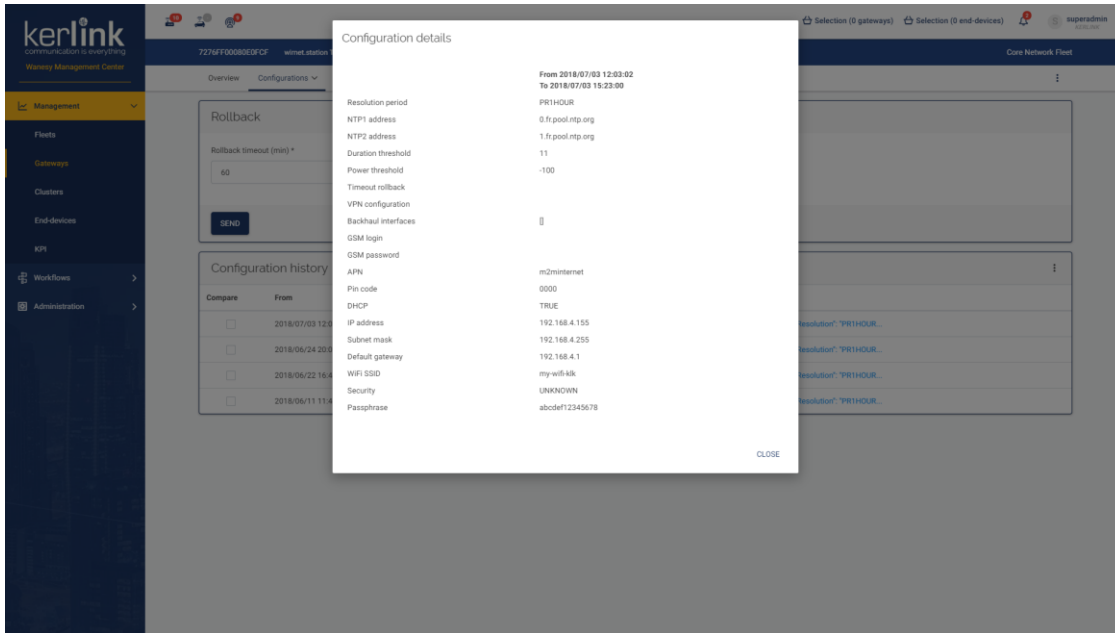 kerlink
communication is everything
Wanesy Management Center
Management
Fleets
Gateways
Clusters
End-devices
KPI
Workflows
Administration
Selection (0 gateways) Selection (0 end-devices)
S superadmin
7276FF00080E0FCF wirnet.station
Core Network Fleet
Overview Configurations
Rollback
Rollback timeout (min) *
60
SEND
Configuration history
Compare From
2018/07/03 12:0 Resolution": "PR1HOUR...
2018/06/24 20:0 Resolution": "PR1HOUR...
2018/06/22 16:4 Resolution": "PR1HOUR...
2018/06/11 11:4 Resolution": "PR1HOUR...
Configuration details
From 2018/07/03 12:03:02
To 2018/07/03 15:23:00
Resolution period PR1HOUR
NTP1 address 0.fr.pool.ntp.org
NTP2 address 1.fr.pool.ntp.org
Duration threshold 11
Power threshold -100
Timeout rollback
VPN configuration
Backhaul interfaces []
GSM login
GSM password
APN m2minternet
Pin code 0000
DHCP TRUE
IP address 192.168.4.155
Subnet mask 192.168.4.255
Default gateway 192.168.4.1
WiFi SSID my-wifi-klk
Security UNKNOWN
Passphrase abcdef12345678
CLOSE